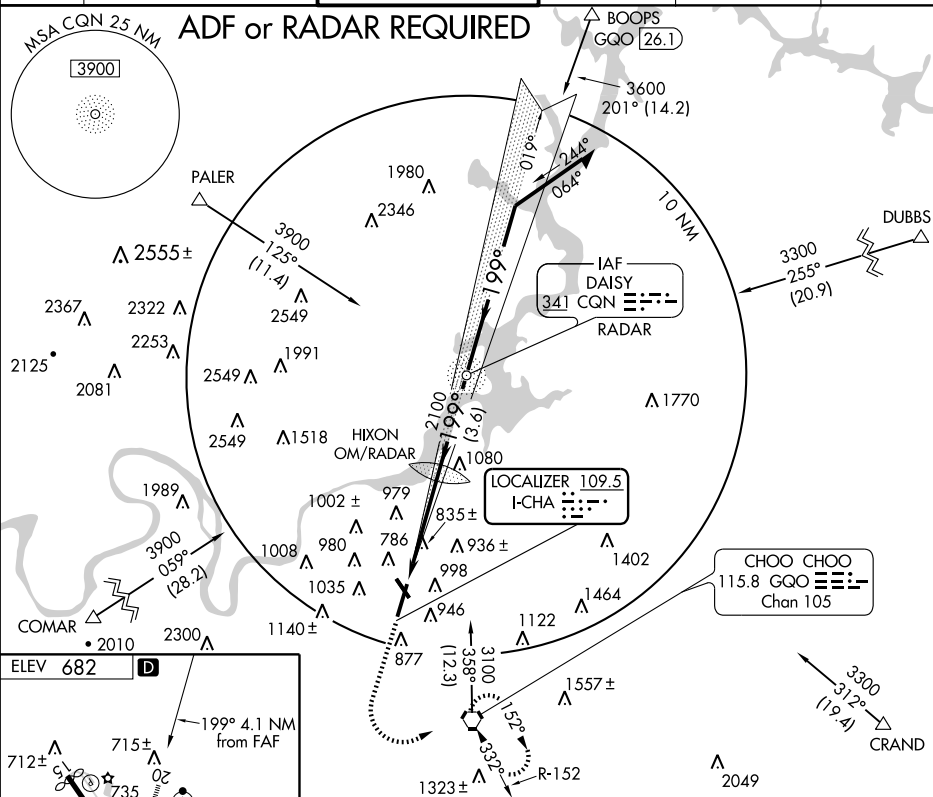 MSA CQN 25 NM
3900
ADF or RADAR REQUIRED
BOOPS
GQO 26.1
3600
201° (14.2)
019°
244°
064°
10 NM
PALER
3900
125°
(11.4)
1980
2346
DUBBS
3300
255°
(20.9)
2555±
2549
199°
IAF
DAISY
341 CQN
RADAR
2367
2322
2253
2125
2081
1991
2549
2549
1518
2100
199°
(3.6)
1770
HIXON
OM/RADAR
1080
LOCALIZER 109.5
I-CHA
1989
1002 ±
979
835±
3900
059°
(28.2)
1008
980
786
936 ±
1402
1035
998
CHOO CHOO
115.8 GQO
Chan 105
COMAR
1140±
946
1464
1122
2010
2300
877
3100
358°
(12.3)
ELEV 682
D
1557±
3300
312°
(19.4)
CRAND
199° 4.1 NM
from FAF
152°
332°
R-152
712±
715±
20
735
1323±
2049